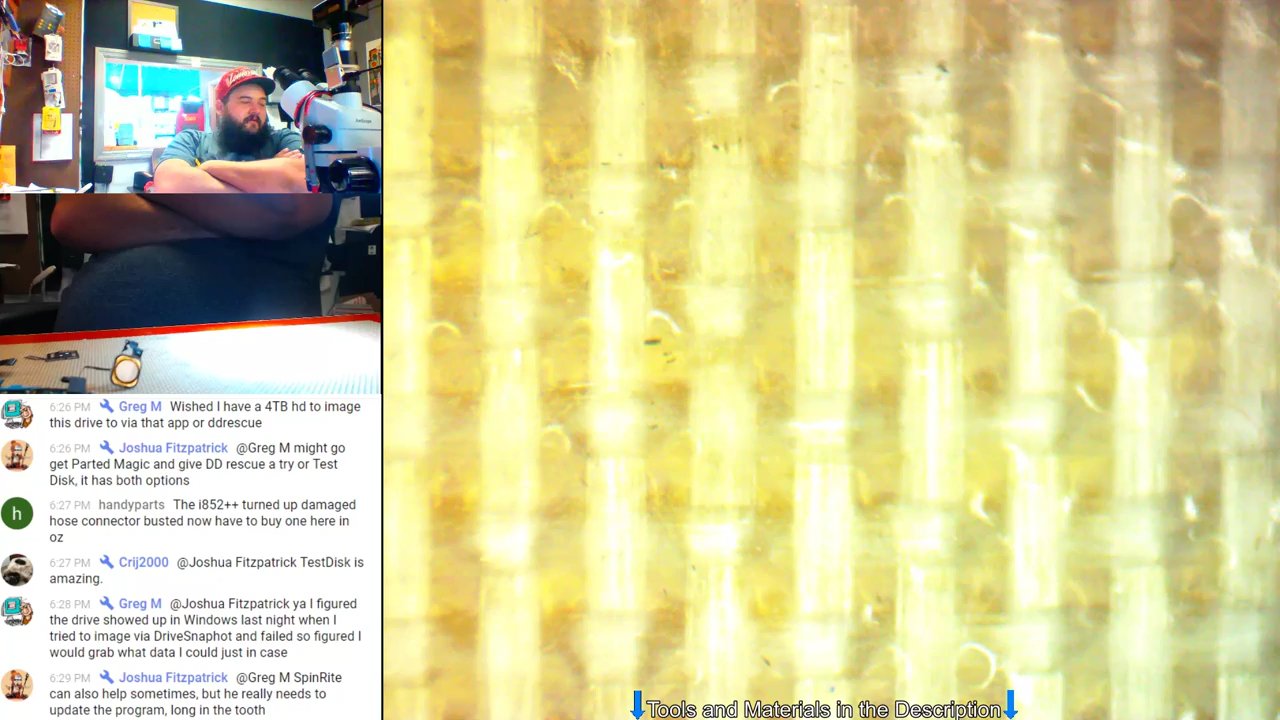 6:26 PM Greg M Wished I have a 4TB hd to image
this drive to via that app or ddrescue
6:26 PM Joshua Fitzpatrick @Greg M might go
get Parted Magic and give DD rescue a try or Test
Disk, it has both options
6:27 PM handyparts The i852++ turned up damaged
hose connector busted now have to buy one here in
oz
h
6:27 PM Crij2000 @Joshua Fitzpatrick TestDisk is
amazing.
6:28 PM Greg M @Joshua Fitzpatrick ya I figured
the drive showed up in Windows last night when I
tried to image via DriveSnaphot and failed so figured I
would grab what data I could just in case
6:29 PM Joshua Fitzpatrick @Greg M SpinRite
can also help sometimes, but he really needs to
update the program, long in the tooth
Tools and Materials in the Description